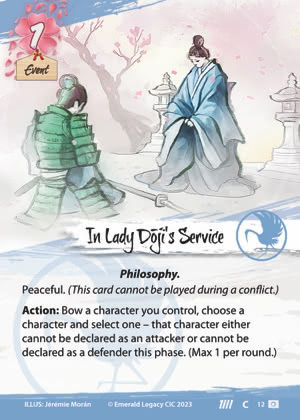 1
Event
In Lady Dōji's Service
Philosophy.
Peaceful. (This card cannot be played during a conflict.)
Action: Bow a character you control, choose a
character and select one – that character either
cannot be declared as an attacker or cannot be
declared as a defender this phase. (Max 1 per round.)
ILLUS: Jérémie Morán © Emerald Legacy CIC 2023 C 12